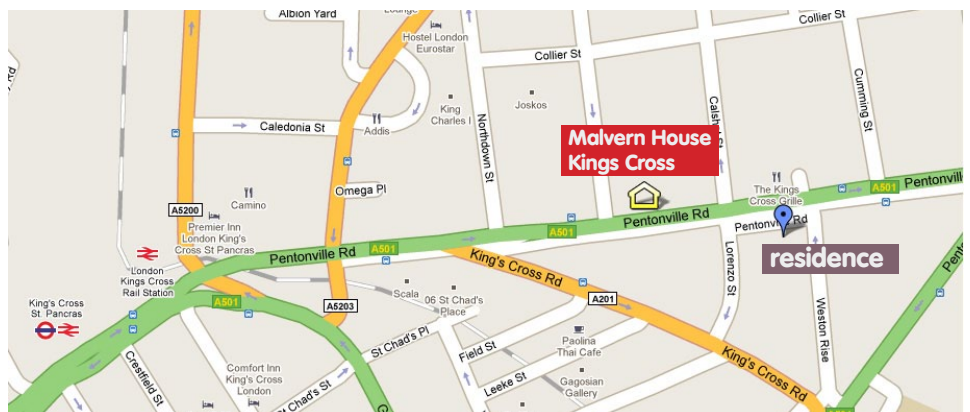 Albion Yard
Lounge
Hostel London
Eurostar
Collier St
Collier St
Caledonia St
Addis
King
Charles I
Joskos
Northdown St
Cumming St
Malvern House
Kings Cross
Omega Pl
Camino
A5200
Premier Inn
London King's
Cross St Pancras
The Kings
Cross Grille
A501
Pentonville
Pentonville Rd
Pentonville Rd
A501
A501
Pentonville Rd
London
Kings Cross
Rail Station
residence
King's Cross Rd
Lorenzo St
King's Cross
St. Pancras
A501
A5203
Scala
06 St Chad's
Place
A201
Weston Rise
St Chad's Pl
Field St
Paolina
Thai Cafe
King's Cross Rd
Crestfield St
Comfort Inn
King's Cross
London
Leeke St
Gagosian
Gallery
St Chad's St